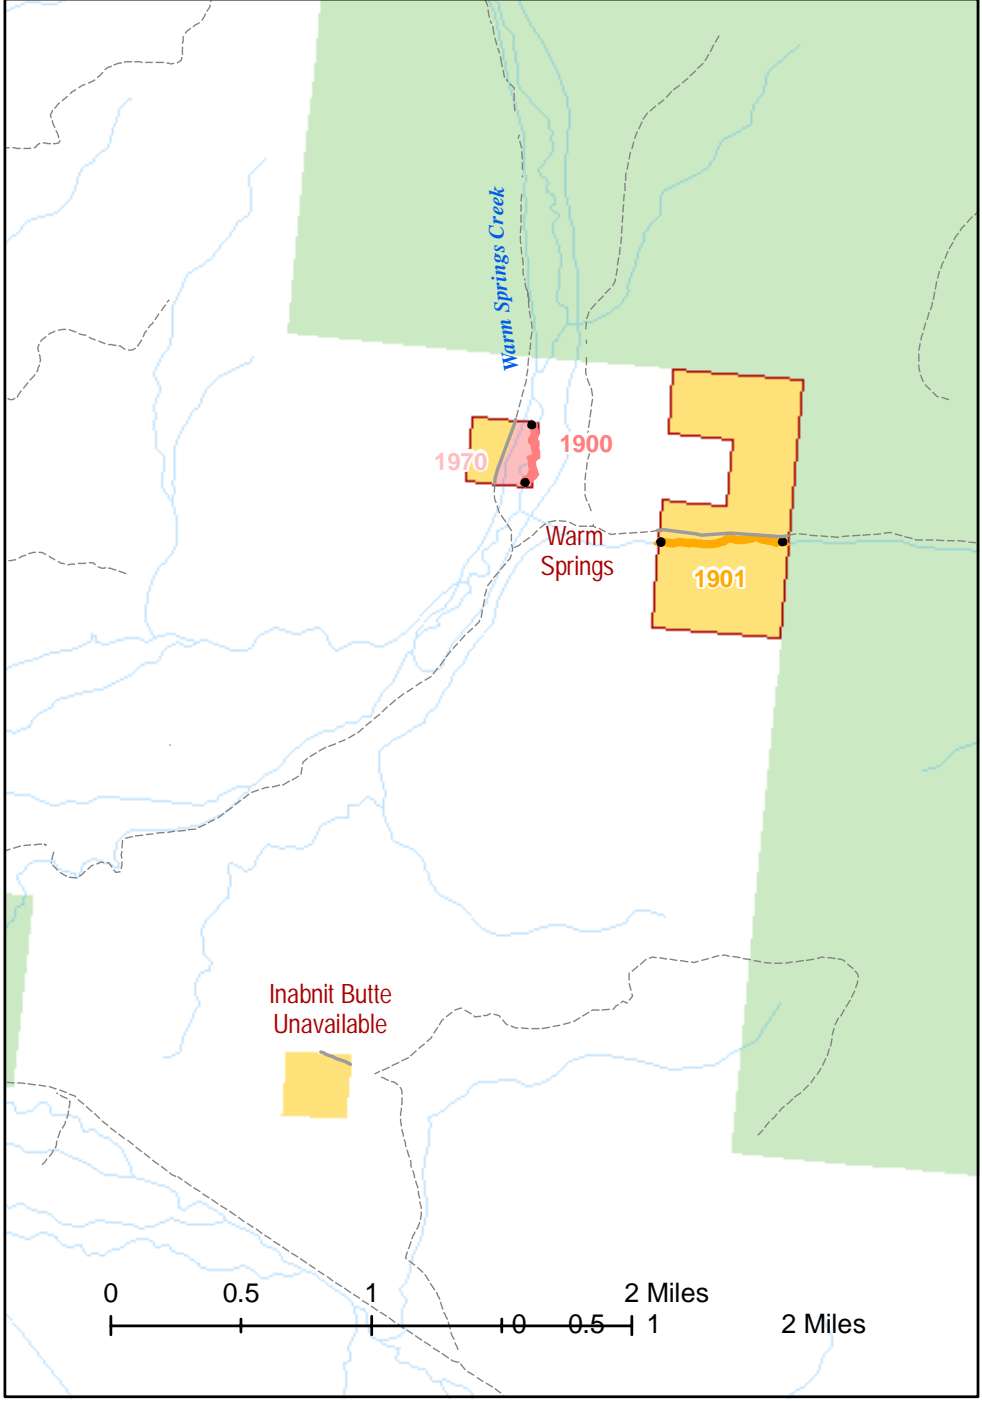 Warm Springs Creek
1900
1970
Warm
Springs
1901
Inabnit Butte
Unavailable
0 0.5 1 2 Miles
0 0.5 1 2 Miles